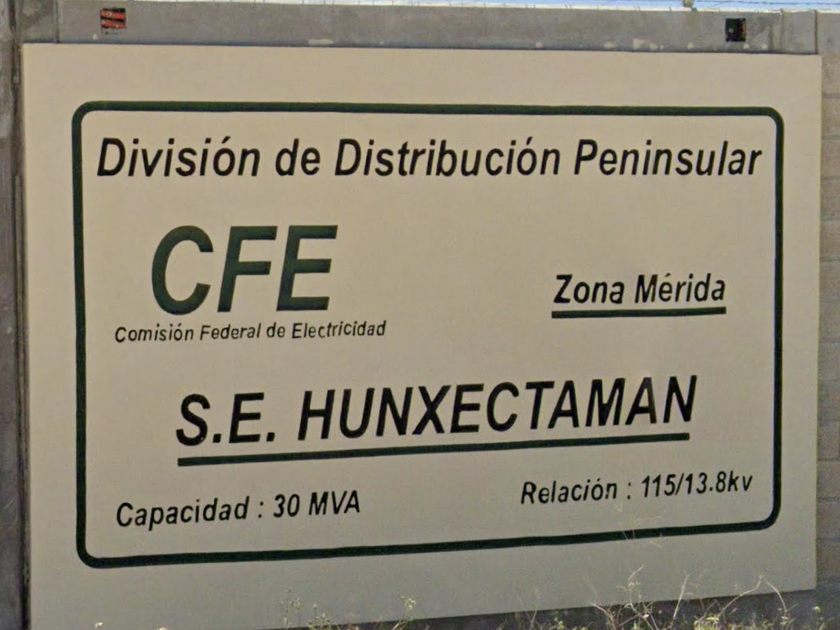 División de Distribución Peninsular
CFE
Comisión Federal de Electricidad
Zona Mérida
S.E. HUNXECTAMAN
Capacidad : 30 MVA
Relación : 115/13.8kv